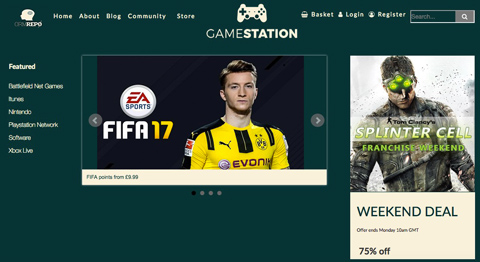 Home About Blog Community Store
GAMESTATION
Basket Login Register
Search...
Featured
Battlefield Net Games
Itunes
Nintendo
Playstation Network
Software
Xbox Live
EA
SPORTS
FIFA 17
EVONIK
FIFA points from £9.99
Tom Clancy's
SPLINTER CELL
FRANCHISE WEEKEND
WEEKEND DEAL
Offer ends Monday 10am GMT
75% off